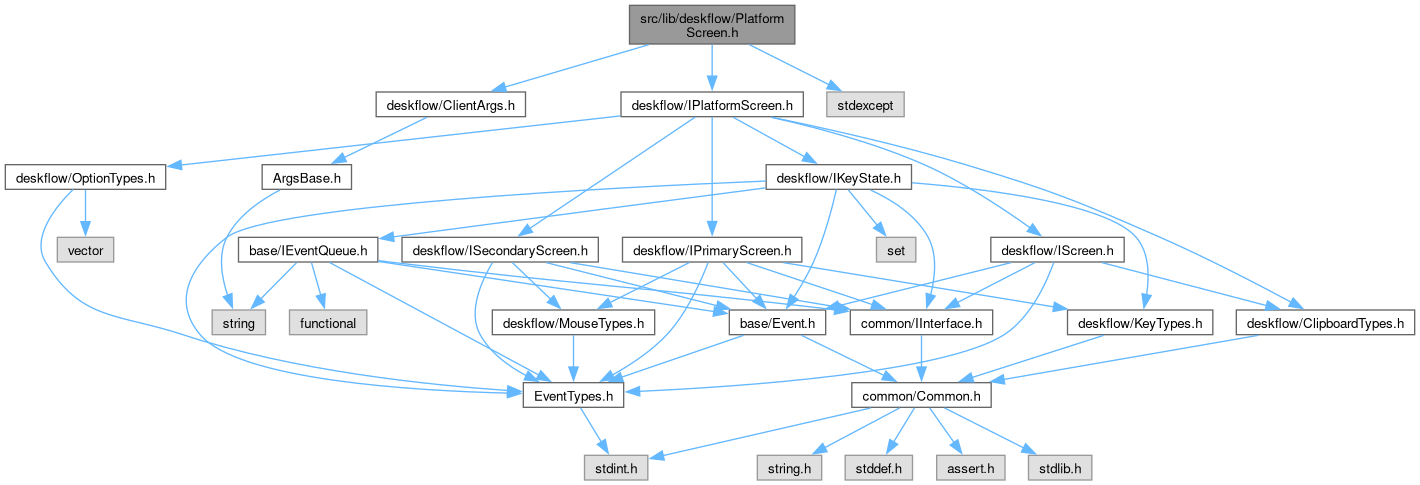 src/lib/deskflow/Platform
Screen.h
deskflow/ClientArgs.h
deskflow/IPlatformScreen.h
stdexcept
deskflow/OptionTypes.h
ArgsBase.h
deskflow/IKeyState.h
vector
base/IEventQueue.h
deskflow/ISecondaryScreen.h
deskflow/IPrimaryScreen.h
set
deskflow/IScreen.h
string
functional
deskflow/MouseTypes.h
base/Event.h
common/IInterface.h
deskflow/KeyTypes.h
deskflow/ClipboardTypes.h
EventTypes.h
common/Common.h
stdint.h
string.h
stddef.h
assert.h
stdlib.h